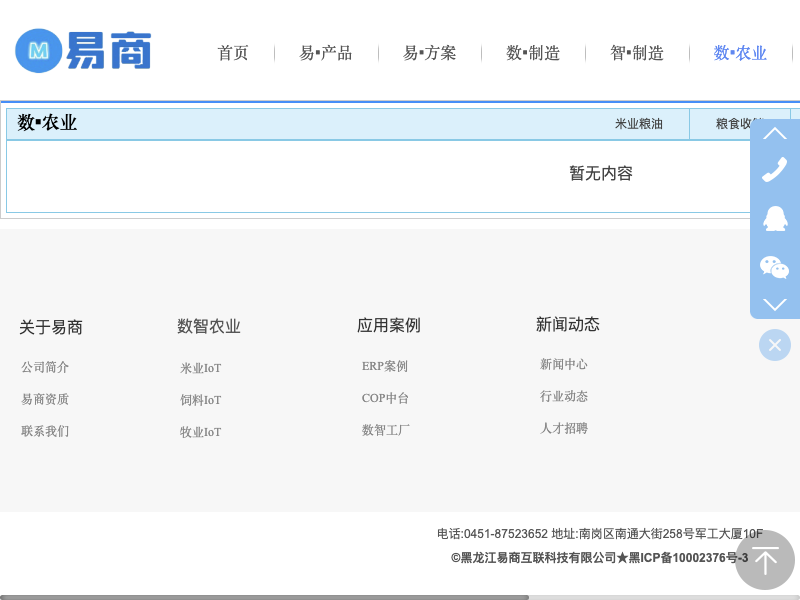 M 易商
首页 易▪产品 易▪方案 数▪制造 智▪制造 数▪农业
数▪农业 米业粮油 粮食收
暂无内容
关于易商 数智农业 应用案例 新闻动态
公司简介 米业IoT ERP案例 新闻中心
易商资质 饲料IoT COP中台 行业动态
联系我们 牧业IoT 数智工厂 人才招聘
电话:0451-87523652 地址:南岗区南通大街258号军工大厦10F
©黑龙江易商互联科技有限公司★黑ICP备10002376号-3